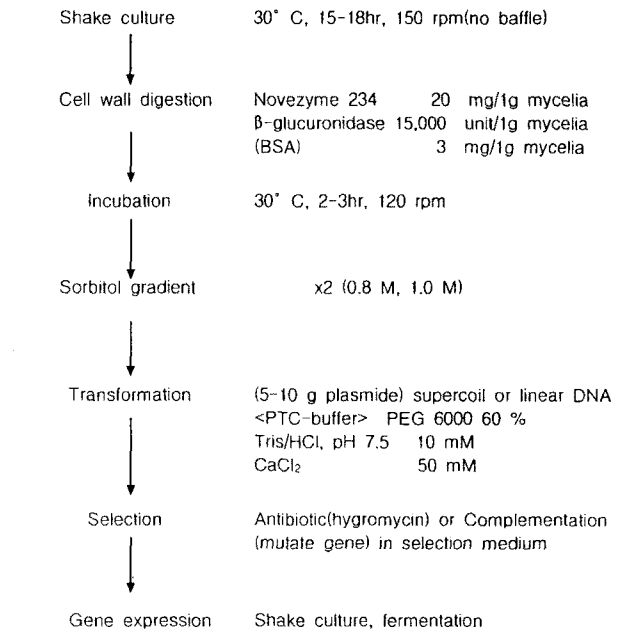 Shake culture 30° C, 15-18hr, 150 rpm(no baffle)
Cell wall digestion Novezyme 234 20 mg/1g mycelia
β-glucuronidase 15,000 unit/1g mycelia
(BSA) 3 mg/1g mycelia
Incubation 30° C, 2-3hr, 120 rpm
Sorbitol gradient x2 (0.8 M, 1.0 M)
Transformation (5-10 g plasmide) supercoil or linear DNA
<PTC-buffer> PEG 6000 60 %
Tris/HCl, pH 7.5 10 mM
CaCl₂ 50 mM
Selection Antibiotic(hygromycin) or Complementation
(mutate gene) in selection medium
Gene expression Shake culture, fermentation